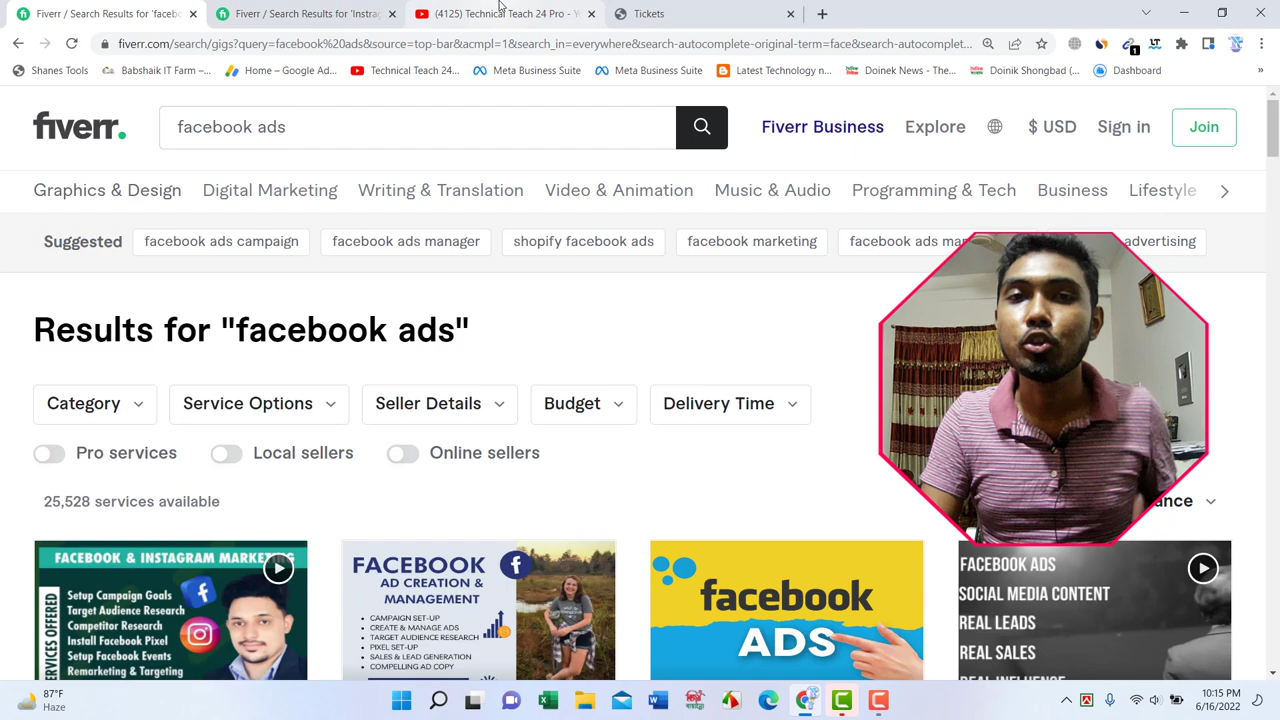 Fiverr / Search Results for 'faceb
Fiverr / Search Results for 'Instag
(4125) Technical Teach 24 Pro - Y
Tickets
fiverr.com/search/gigs?query=facebook%20ads&source=top-bar&acmpl=1&search_in=everywhere&search-autocomplete-original-term=face&search-autocomplet...
1
Shanes Tools
Babshaik IT Farm –...
Home – Google Ad...
Technical Teach 24...
Meta Business Suite
Meta Business Suite
Latest Technology n...
Doinek News - The...
Doinik Shongbad (...
Dashboard
»
fiverr.
facebook ads
Fiverr Business
Explore
$ USD
Sign in
Join
Graphics & Design
Digital Marketing
Writing & Translation
Video & Animation
Music & Audio
Programming & Tech
Business
Lifestyle
Suggested
facebook ads campaign
facebook ads manager
shopify facebook ads
facebook marketing
facebook ads mar
advertising
Results for "facebook ads"
Category
Service Options
Seller Details
Budget
Delivery Time
Pro services
Local sellers
Online sellers
25,528 services available
ance
FACEBOOK & INSTAGRAM MARKETING
SERVICES OFFERED
Setup Campaign Goals
Target Audience Research
Competitor Research
Install Facebook Pixel
Setup Facebook Events
Remarketing & Targeting
FACEBOOK
AD CREATION &
MANAGEMENT
• CAMPAIGN SET-UP
• CREATE & MANAGE ADS
• TARGET AUDIENCE RESEARCH
• PIXEL SET-UP
• SALES & LEAD GENERATION
• COMPELLING AD COPY
facebook
ADS
FACEBOOK ADS
SOCIAL MEDIA CONTENT
REAL LEADS
REAL SALES
REAL INFLUENCE
87°F
Haze
10:15 PM
6/16/2022